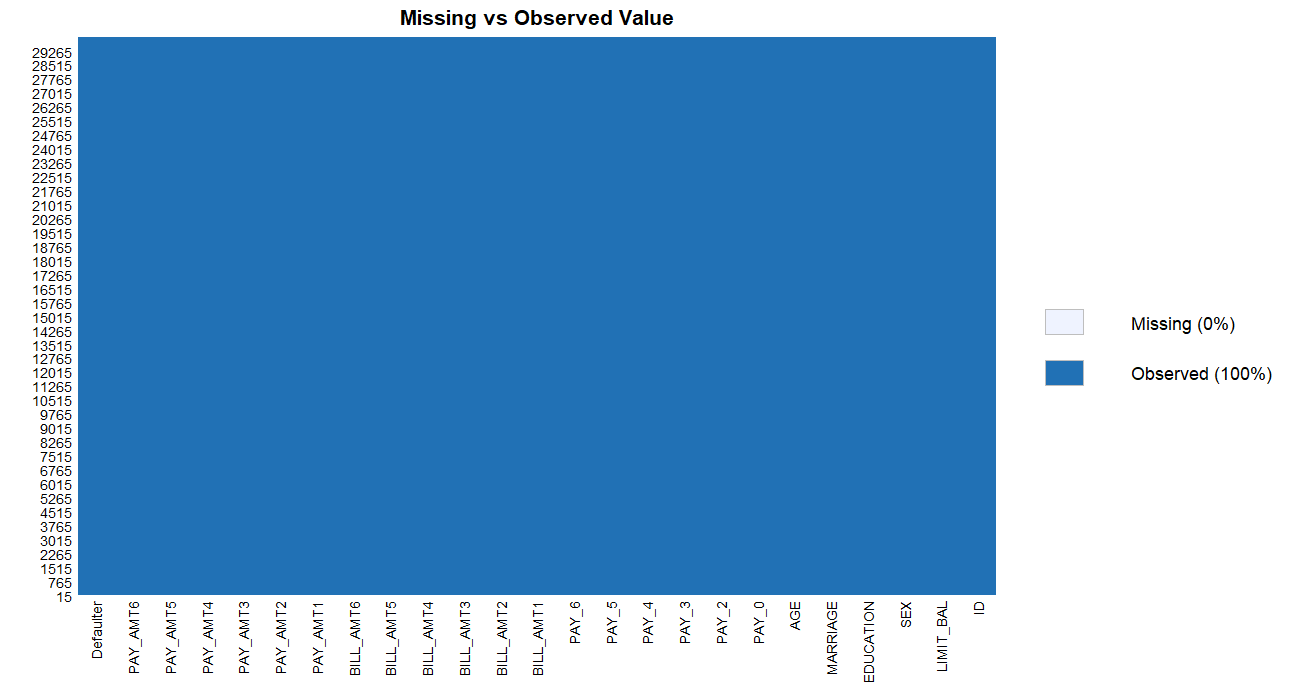 Missing vs Observed Value
29265
28515
27765
27015
26265
25515
24765
24015
23265
22515
21765
21015
20265
19515
18765
18015
17265
16515
15765
15015
14265
13515
12765
12015
11265
10515
9765
9015
8265
7515
6765
6015
5265
4515
3765
3015
2265
1515
765
15
Defaulter
PAY_AMT6
PAY_AMT5
PAY_AMT4
PAY_AMT3
PAY_AMT2
PAY_AMT1
BILL_AMT6
BILL_AMT5
BILL_AMT4
BILL_AMT3
BILL_AMT2
BILL_AMT1
PAY_6
PAY_5
PAY_4
PAY_3
PAY_2
PAY_0
AGE
MARRIAGE
EDUCATION
SEX
LIMIT_BAL
ID
Missing (0%)
Observed (100%)